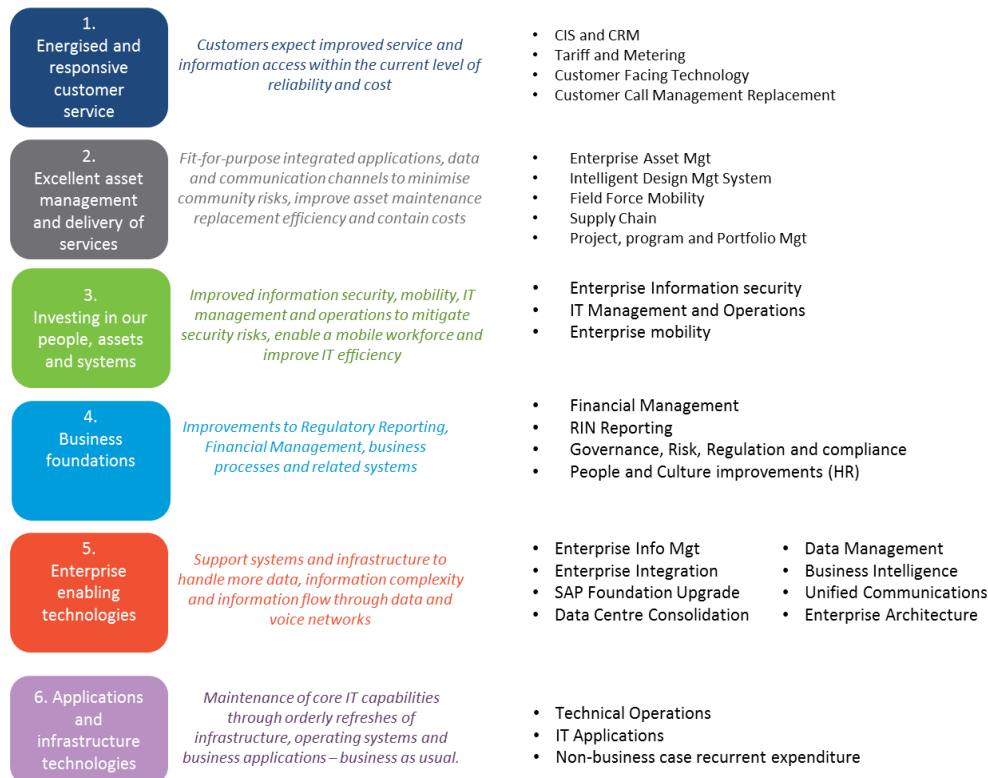 1.
Energised and
responsive
customer
service
Customers expect improved service and
information access within the current level of
reliability and cost
• CIS and CRM
• Tariff and Metering
• Customer Facing Technology
• Customer Call Management Replacement
2.
Excellent asset
management
and delivery of
services
Fit-for-purpose integrated applications, data
and communication channels to minimise
community risks, improve asset maintenance
replacement efficiency and contain costs
• Enterprise Asset Mgt
• Intelligent Design Mgt System
• Field Force Mobility
• Supply Chain
• Project, program and Portfolio Mgt
3.
Investing in our
people, assets
and systems
Improved information security, mobility, IT
management and operations to mitigate
security risks, enable a mobile workforce and
improve IT efficiency
• Enterprise Information security
• IT Management and Operations
• Enterprise mobility
4.
Business
foundations
Improvements to Regulatory Reporting,
Financial Management, business
processes and related systems
• Financial Management
• RIN Reporting
• Governance, Risk, Regulation and compliance
• People and Culture improvements (HR)
5.
Enterprise
enabling
technologies
Support systems and infrastructure to
handle more data, information complexity
and information flow through data and
voice networks
• Enterprise Info Mgt
• Enterprise Integration
• SAP Foundation Upgrade
• Data Centre Consolidation
• Data Management
• Business Intelligence
• Unified Communications
• Enterprise Architecture
6. Applications
and
infrastructure
technologies
Maintenance of core IT capabilities
through orderly refreshes of
infrastructure, operating systems and
business applications – business as usual.
• Technical Operations
• IT Applications
• Non-business case recurrent expenditure